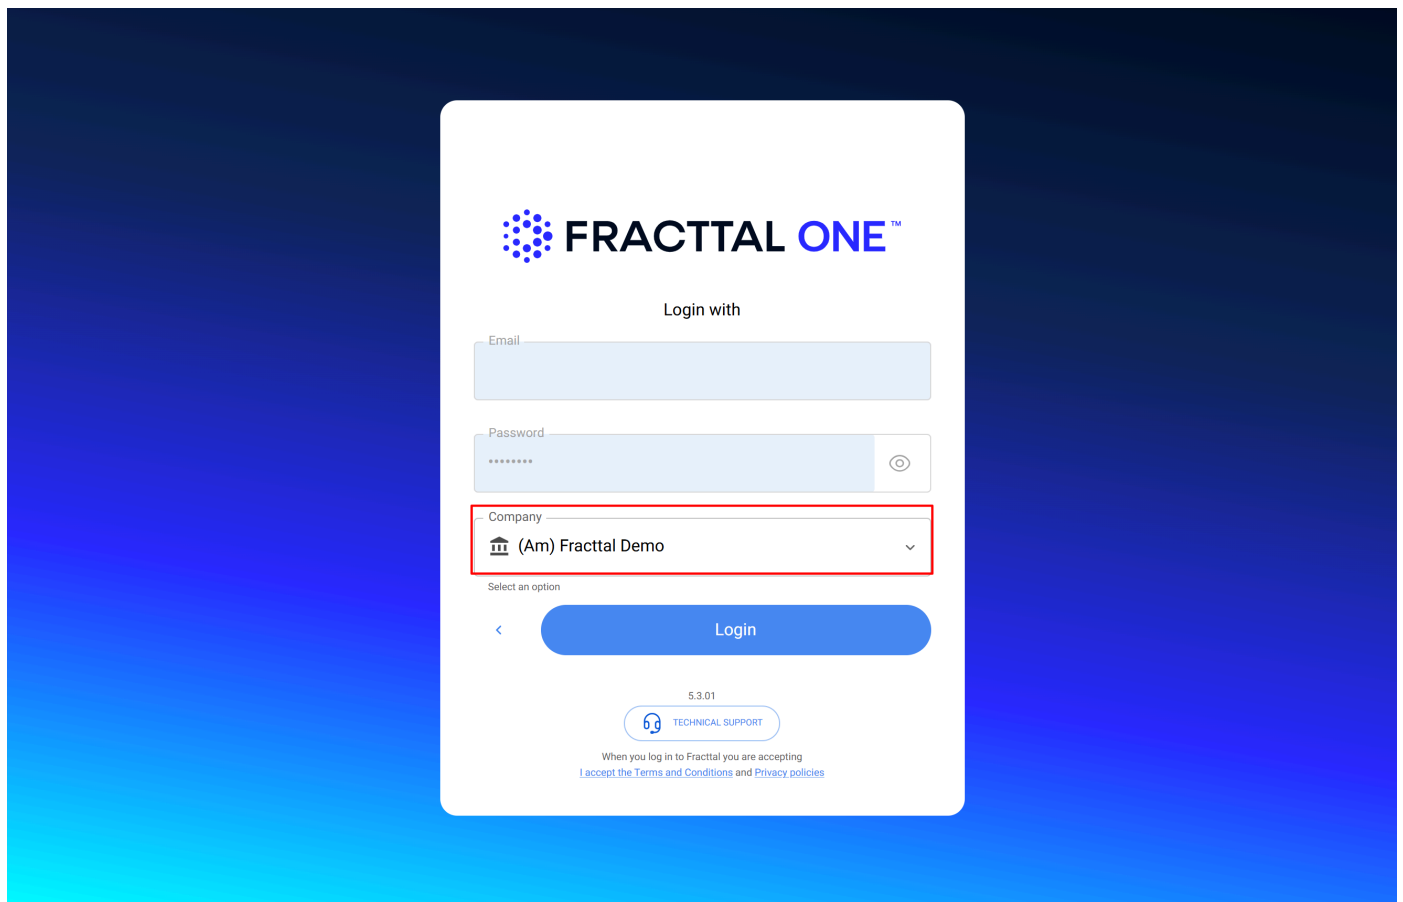 FRACTTAL ONE™
Login with
Email
Password
••••••••
Company
(Am) Fracttal Demo
Select an option
Login
5.3.01
TECHNICAL SUPPORT
When you log in to Fracttal you are accepting
I accept the Terms and Conditions and Privacy policies